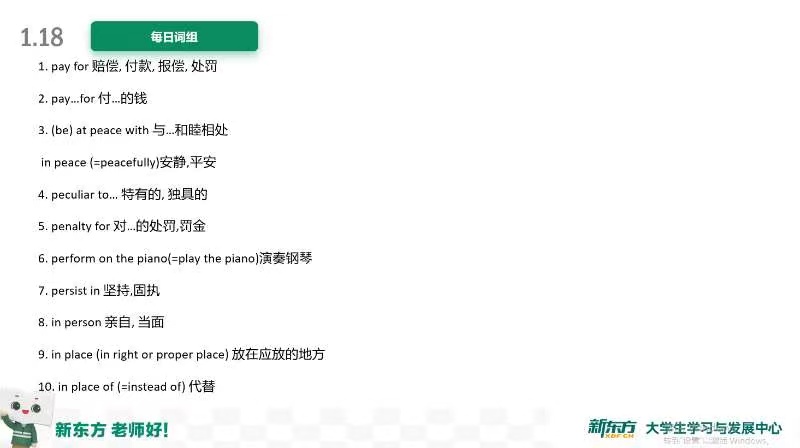 1.18
每日词组
1. pay for 赔偿, 付款, 报偿, 处罚
2. pay…for 付…的钱
3. (be) at peace with 与…和睦相处
in peace (=peacefully)安静,平安
4. peculiar to… 特有的, 独具的
5. penalty for 对…的处罚,罚金
6. perform on the piano(=play the piano)演奏钢琴
7. persist in 坚持,固执
8. in person 亲自, 当面
9. in place (in right or proper place) 放在应放的地方
10. in place of (=instead of) 代替
新东方 老师好!
新东方 大学生学习与发展中心
XDF.CN
转到"设置"以激活 Windows。